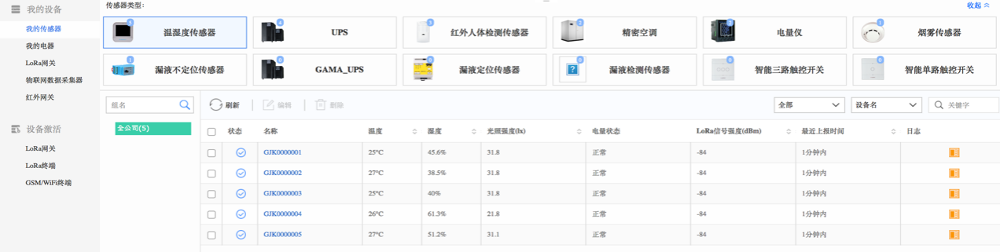 我的设备
我的传感器
我的电器
LoRa网关
物联网数据采集器
红外网关
设备激活
LoRa网关
LoRa终端
GSM/WiFi终端
传感器类型:
收起
温湿度传感器
UPS
红外人体检测传感器
精密空调
电量仪
烟雾传感器
漏液不定位传感器
GAMA_UPS
漏液定位传感器
漏液检测传感器
智能三路触控开关
智能单路触控开关
组名
全公司(5)
刷新 编辑 删除 全部 设备名 关键字
状态 名称 温度 湿度 光照强度(lx) 电量状态 LoRa信号强度(dBm) 最近上报时间 日志
GJK0000001 25°C 45.6% 31.8 正常 -84 1分钟内
GJK0000002 27°C 38.5% 31.8 正常 -84 1分钟内
GJK0000003 25°C 40% 31.8 正常 -84 1分钟内
GJK0000004 26°C 61.3% 21.8 正常 -84 1分钟内
GJK0000005 27°C 51.2% 31.1 正常 -84 1分钟内